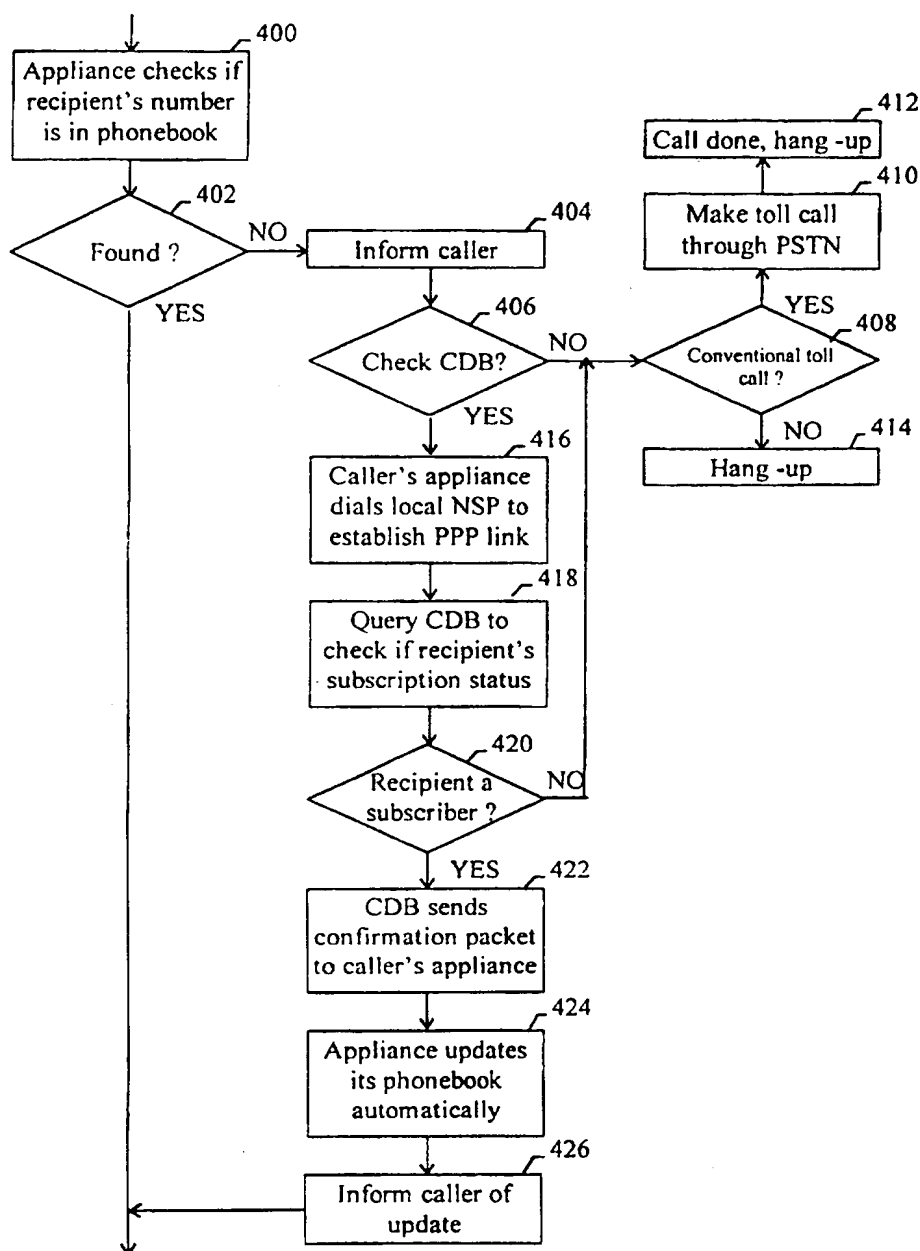 400
Appliance checks if
recipient's number
is in phonebook
402
Found ?
NO
YES
404
Inform caller
406
Check CDB?
NO
YES
412
Call done, hang -up
410
Make toll call
through PSTN
YES
408
Conventional toll
call ?
NO
414
Hang -up
416
Caller's appliance
dials local NSP to
establish PPP link
418
Query CDB to
check if recipient's
subscription status
420
Recipient a
subscriber ?
NO
YES
422
CDB sends
confirmation packet
to caller's appliance
424
Appliance updates
its phonebook
automatically
426
Inform caller of
update